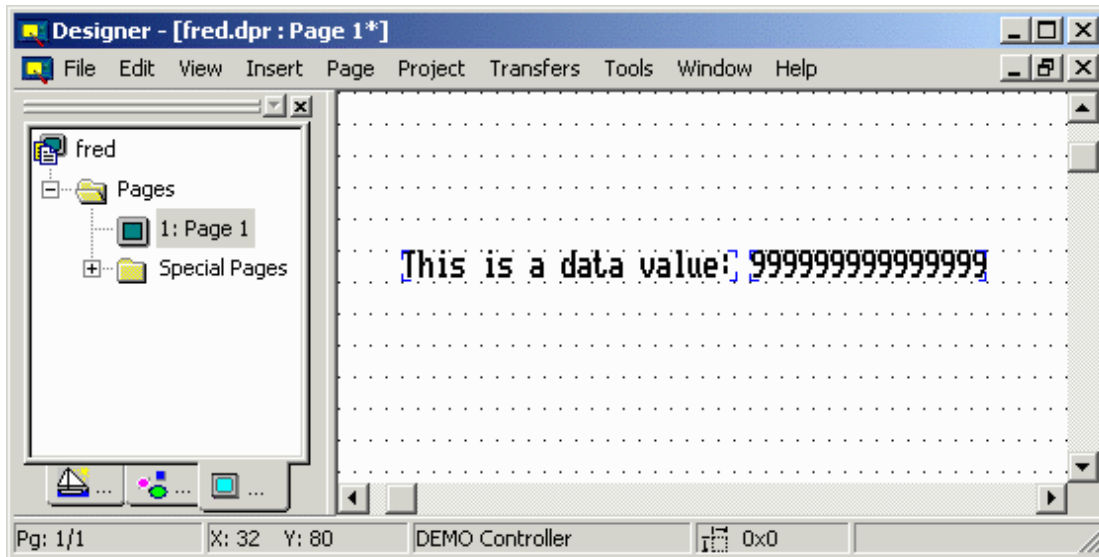 Designer - [fred.dpr : Page 1*]
File Edit View Insert Page Project Transfers Tools Window Help
fred
Pages
1: Page 1
Special Pages
This is a data value: 999999999999999
... ... ...
Pg: 1/1 X: 32 Y: 80 DEMO Controller 0x0